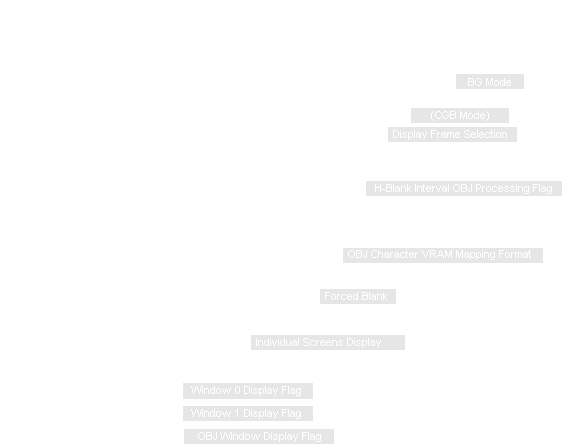 BG Mode
(CGB Mode)
Display Frame Selection
H-Blank Interval OBJ Processing Flag
OBJ Character VRAM Mapping Format
Forced Blank
Individual Screens Display
Window 0 Display Flag
Window 1 Display Flag
OBJ Window Display Flag